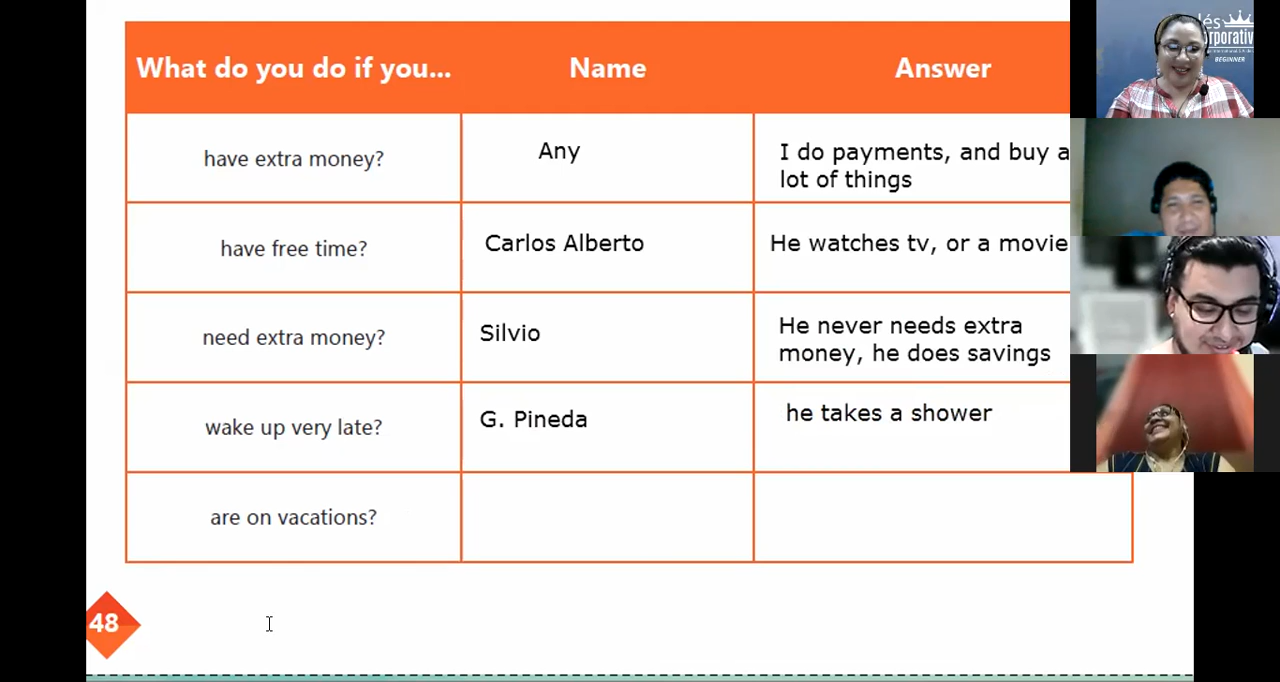 What do you do if you... Name Answer
have extra money? Any I do payments, and buy a
lot of things
have free time? Carlos Alberto He watches tv, or a movie
need extra money? Silvio He never needs extra
money, he does savings
wake up very late? G. Pineda he takes a shower
are on vacations?
48
BEGINNER